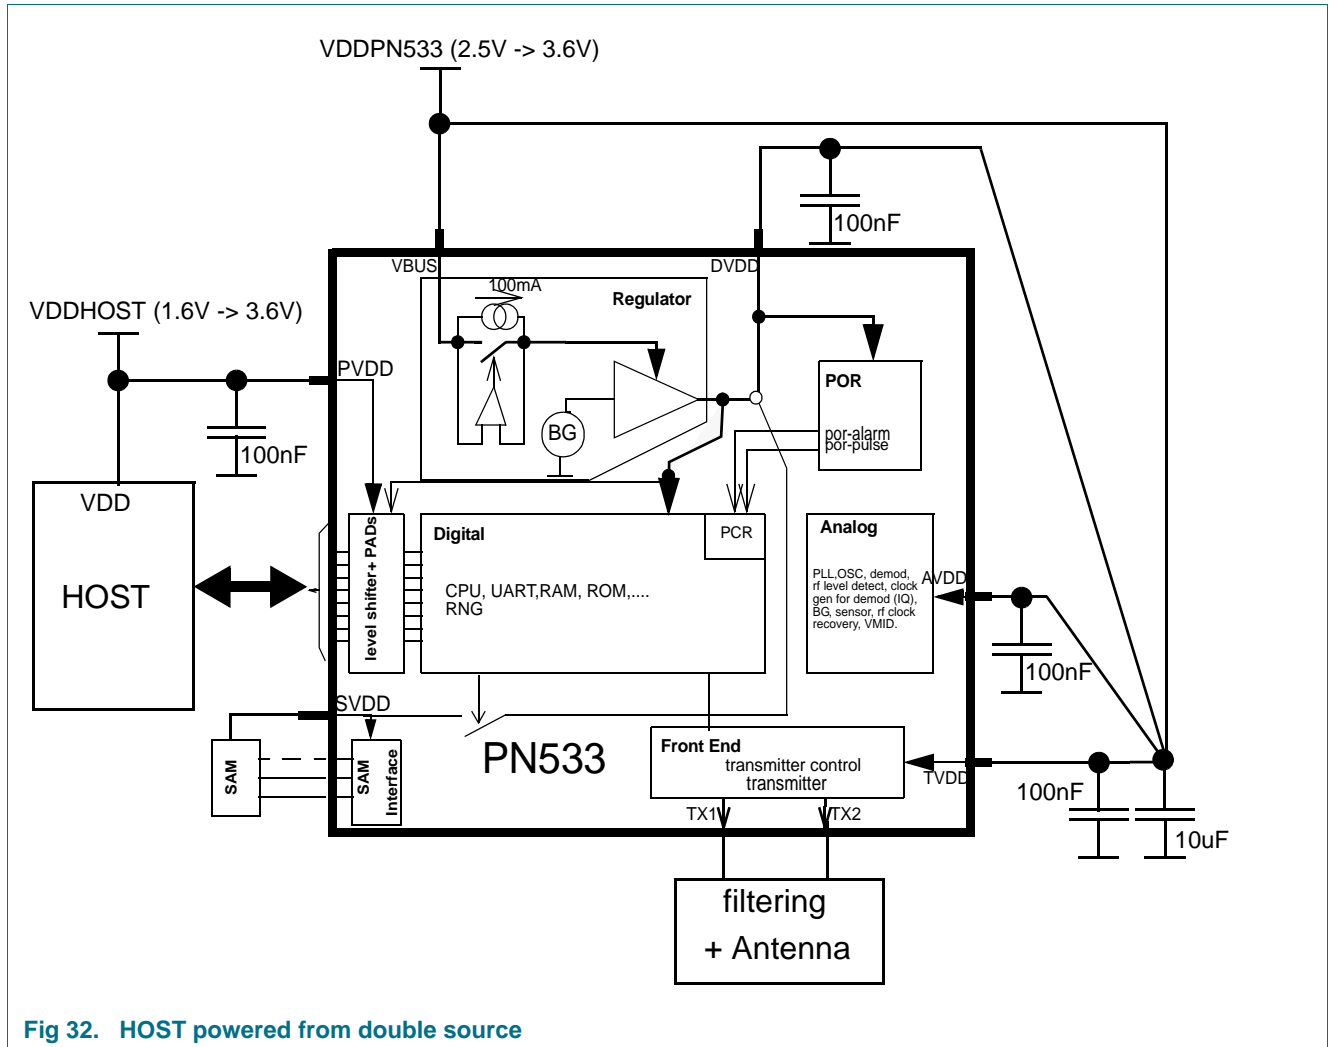 VDDPN533 (2.5V -> 3.6V)
100nF
VBUS
DVDD
100mA
Regulator
VDDHOST (1.6V -> 3.6V)
PVDD
POR
por-alarm
por-pulse
BG
100nF
VDD
HOST
level shifter+ PADs
Digital
PCR
CPU, UART,RAM, ROM,....
RNG
Analog
PLL,OSC, demod,
rf level detect, clock
gen for demod (IQ),
BG, sensor, rf clock
recovery, VMID.
AVDD
100nF
SVDD
SAM
SAM
Interface
PN533
Front End
transmitter control
transmitter
TVDD
100nF
10uF
TX1
TX2
filtering
+ Antenna
Fig 32. HOST powered from double source